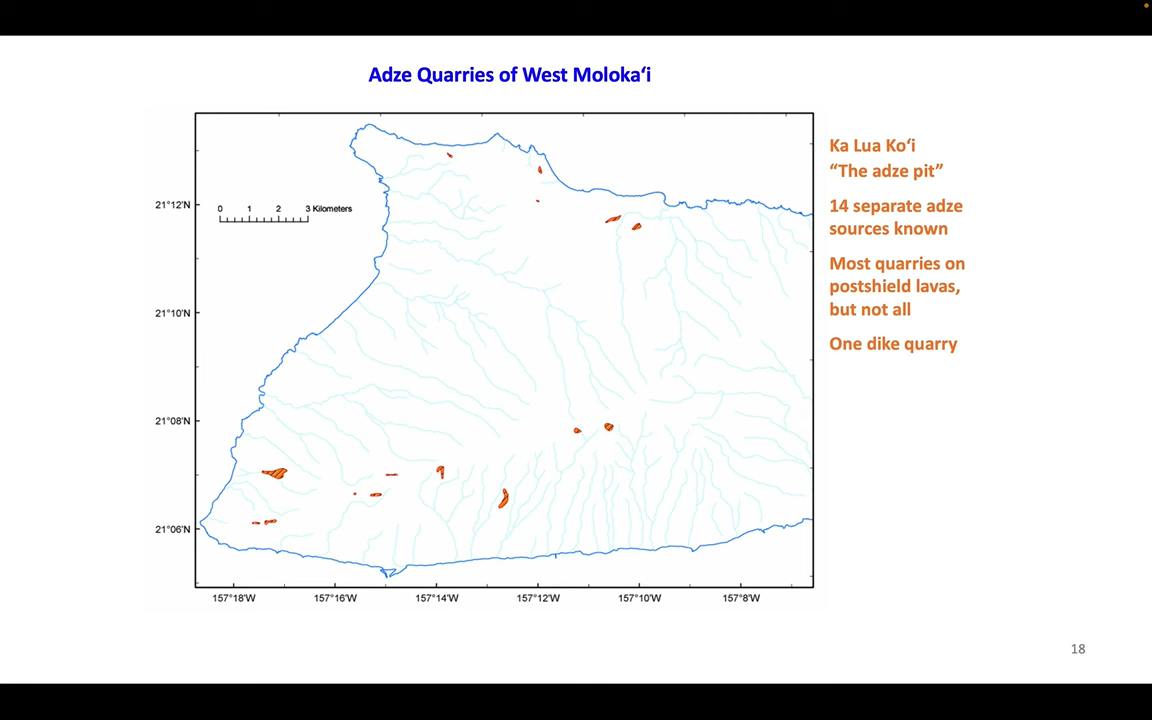 Adze Quarries of West Molokaʻi
Ka Lua Koʻi
“The adze pit”
14 separate adze
sources known
Most quarries on
postshield lavas,
but not all
One dike quarry
0 1 2 3 Kilometers
21°12'N
21°10'N
21°08'N
21°06'N
157°18'W 157°16'W 157°14'W 157°12'W 157°10'W 157°8'W
18